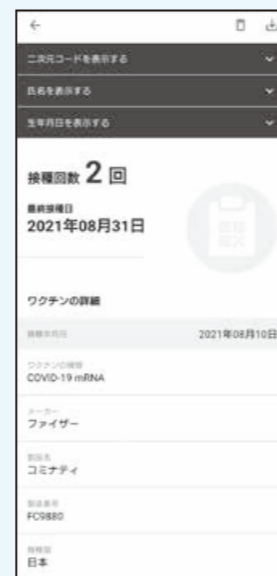 二次元コードを表示する
氏名を表示する
生年月日を表示する
接種回数 2 回
最終接種日
2021年08月31日
ワクチンの詳細
接種年月日 2021年08月10日
ワクチンの種類
COVID-19 mRNA
メーカー
ファイザー
製品名
コミナティ
製造番号
FC9880
接種国
日本